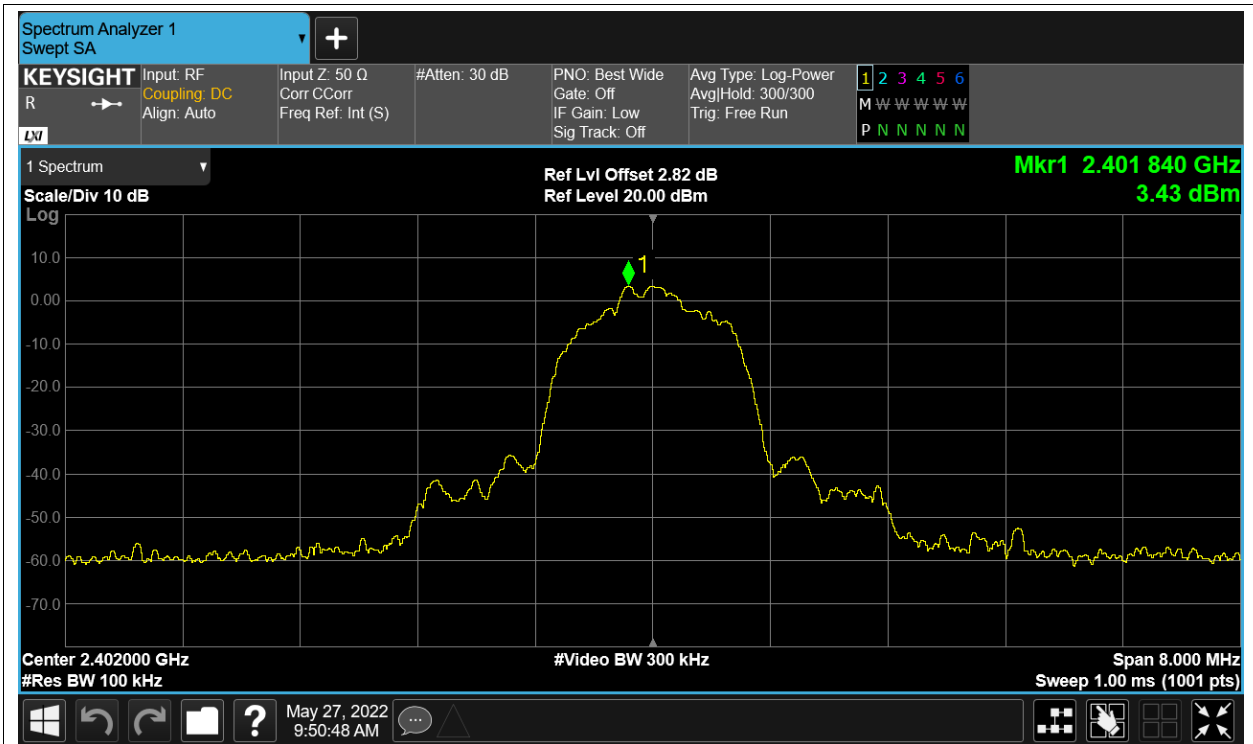 Spectrum Analyzer 1
Swept SA
+
KEYSIGHT Input: RF Input Z: 50 Ω #Atten: 30 dB PNO: Best Wide Avg Type: Log-Power 1 2 3 4 5 6
R Coupling: DC Corr CCorr Gate: Off Avg|Hold: 300/300 M W W W W W W
Align: Auto Freq Ref: Int (S) IF Gain: Low Trig: Free Run
LXI Sig Track: Off P N N N N N N
1 Spectrum Ref Lvl Offset 2.82 dB Mkr1 2.401 840 GHz
Scale/Div 10 dB Ref Level 20.00 dBm 3.43 dBm
Log
1
10.0
0.00
-10.0
-20.0
-30.0
-40.0
-50.0
-60.0
-70.0
Center 2.402000 GHz #Video BW 300 kHz Span 8.000 MHz
#Res BW 100 kHz Sweep 1.00 ms (1001 pts)
? May 27, 2022
9:50:48 AM